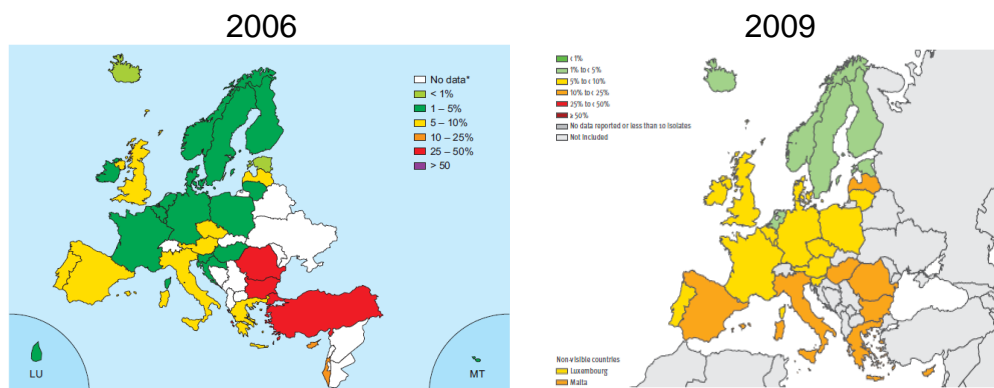 2006
No data*
< 1%
1 – 5%
5 – 10%
10 – 25%
25 – 50%
> 50
LU
MT
2009
< 1%
1% to < 5%
5% to < 10%
10% to < 25%
25% to < 50%
≥ 50%
No data reported or less than 10 isolates
Not included
Non-visible countries
Luxembourg
Malta